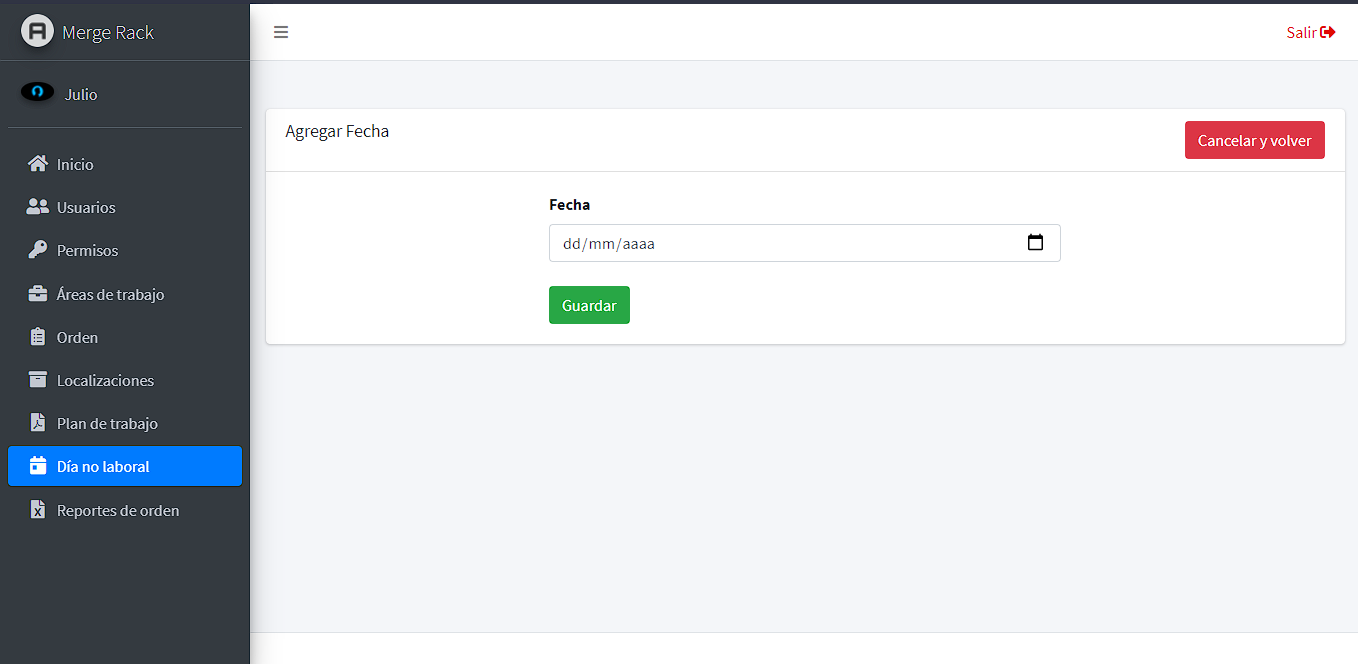 Merge Rack
Salir
Julio
Inicio
Usuarios
Permisos
Áreas de trabajo
Orden
Localizaciones
Plan de trabajo
Día no laboral
Reportes de orden
Agregar Fecha
Cancelar y volver
Fecha
dd/mm/aaaa
Guardar